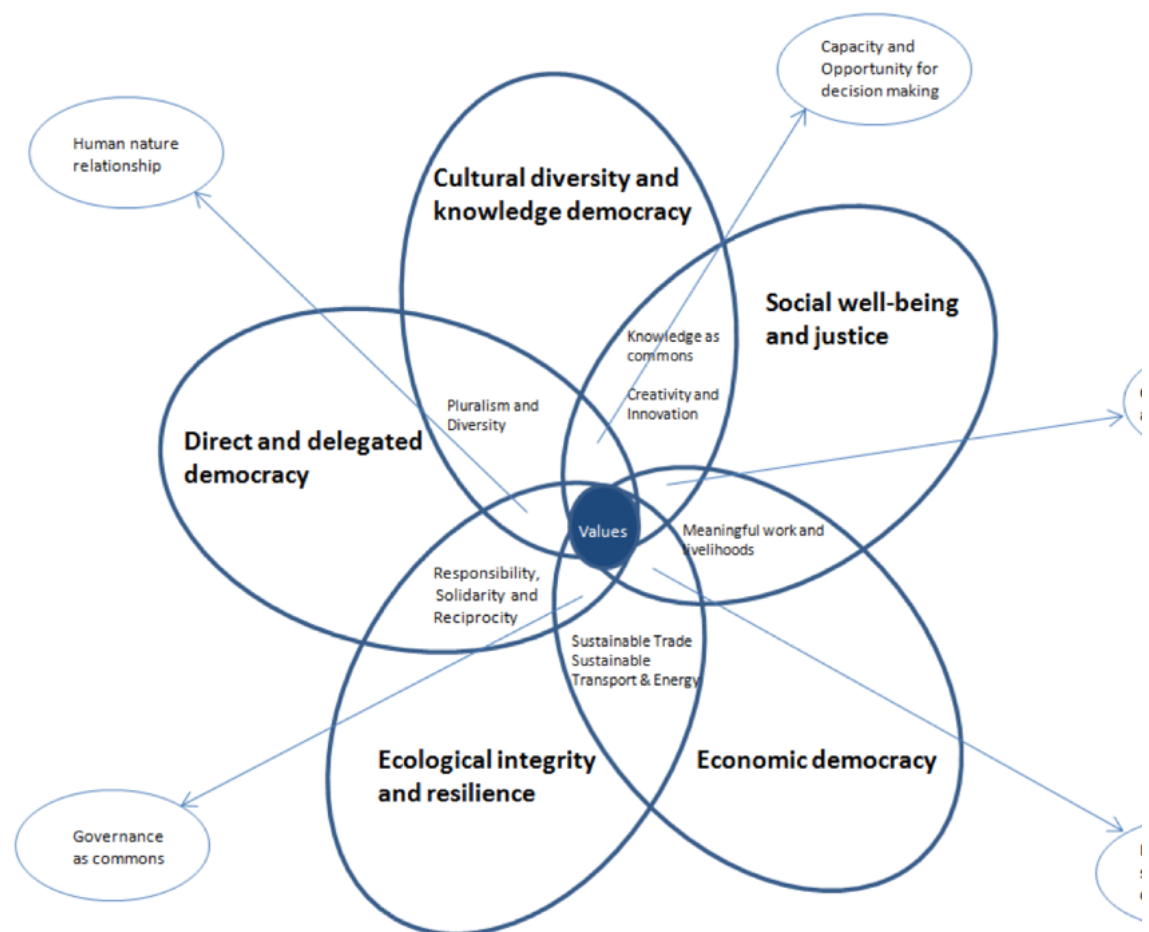 Capacity and
Opportunity for
decision making
Human nature
relationship
Cultural diversity and
knowledge democracy
Social well-being
and justice
Knowledge as
commons
Creativity and
Innovation
Pluralism and
Diversity
Direct and delegated
democracy
Values
Meaningful work and
livelihoods
Responsibility,
Solidarity and
Reciprocity
Sustainable Trade
Sustainable
Transport & Energy
Ecological integrity
and resilience
Economic democracy
Governance
as commons